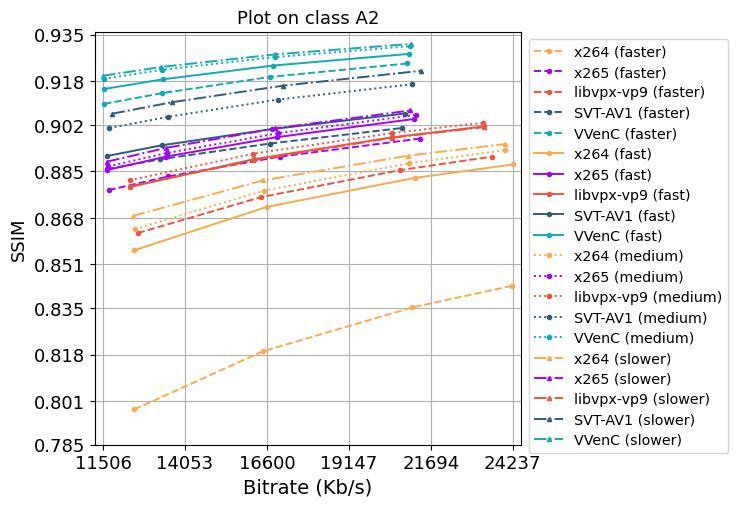 Plot on class A2
0.935
0.918
0.902
0.885
0.868
0.851
0.835
0.818
0.801
0.785
SSIM
11506 14053 16600 19147 21694 24237
Bitrate (Kb/s)
x264 (faster)
x265 (faster)
libvpx-vp9 (faster)
SVT-AV1 (faster)
VVenC (faster)
x264 (fast)
x265 (fast)
libvpx-vp9 (fast)
SVT-AV1 (fast)
VVenC (fast)
x264 (medium)
x265 (medium)
libvpx-vp9 (medium)
SVT-AV1 (medium)
VVenC (medium)
x264 (slower)
x265 (slower)
libvpx-vp9 (slower)
SVT-AV1 (slower)
VVenC (slower)